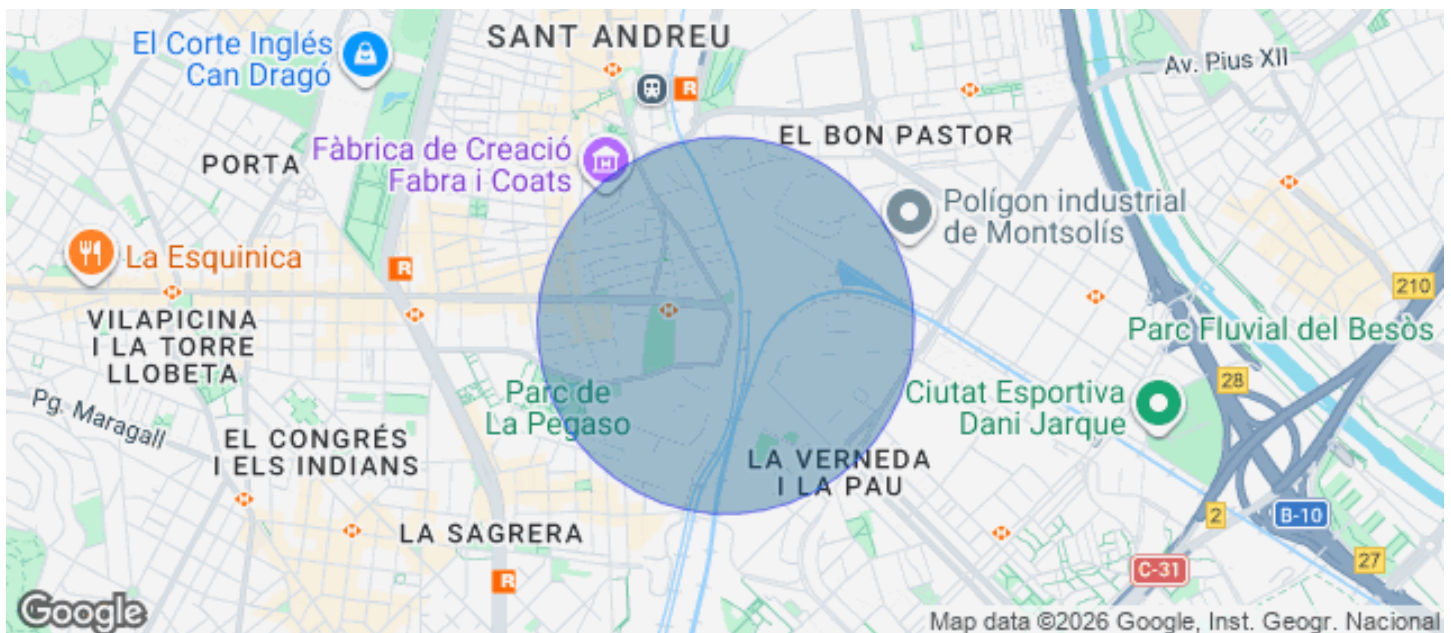 SANT ANDREU
El Corte Inglés
Can Dragó
Av. Pius XII
R
EL BON PASTOR
PORTA
Fàbrica de Creació
Fabra i Coats
Polígon industrial
de Montsolís
La Esquinica
R
210
VILAPICINA
I LA TORRE
LLOBETA
Parc Fluvial del Besòs
28
Parc de
La Pegaso
Ciutat Esportiva
Dani Jarque
Pg. Maragall
EL CONGRÉS
I ELS INDIANS
LA VERNEDA
I LA PAU
2
B-10
LA SAGRERA
27
R
C-31
Google
Map data ©2026 Google, Inst. Geogr. Nacional